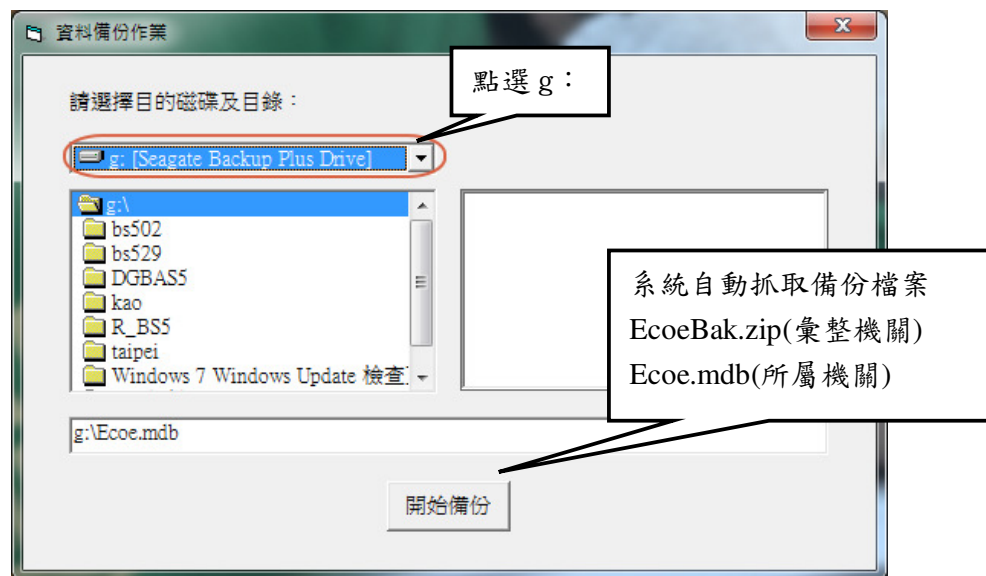 資料備份作業
點選 g：
請選擇目的磁碟及目錄：
g: [Seagate Backup Plus Drive]
g:\
bs502
bs529
DGBAS5
kao
R_BS5
taipei
Windows 7 Windows Update 檢查
系統自動抓取備份檔案
EcoeBak.zip(彙整機關)
Ecoe.mdb(所屬機關)
g:\Ecoe.mdb
開始備份